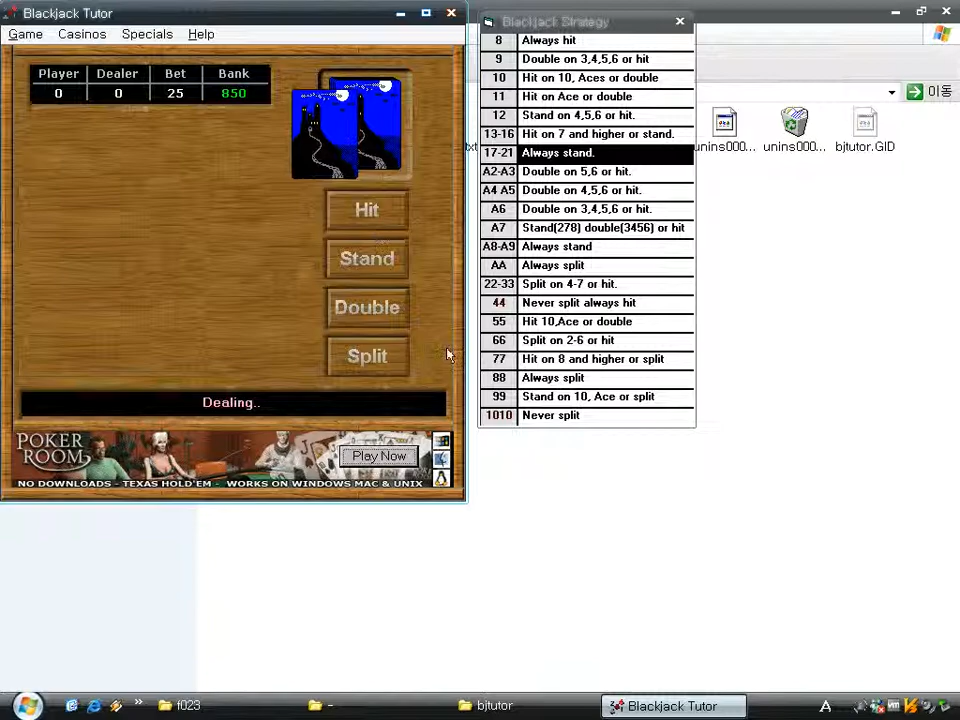 Blackjack Tutor
Game Casinos Specials Help
Player Dealer Bet Bank
0 0 25 850
Hit
Stand
Double
Split
Dealing..
POKER ROOM
Play Now
NO DOWNLOADS - TEXAS HOLD'EM - WORKS ON WINDOWS MAC & UNIX
Blackjack Strategy
8 Always hit
9 Double on 3,4,5,6 or hit
10 Hit on 10, Aces or double
11 Hit on Ace or double
12 Stand on 4,5,6 or hit.
13-16 Hit on 7 and higher or stand.
17-21 Always stand.
A2-A3 Double on 5,6 or hit.
A4 A5 Double on 4,5,6 or hit.
A6 Double on 3,4,5,6 or hit.
A7 Stand(278) double(3456) or hit
A8-A9 Always stand
AA Always split
22-33 Split on 4-7 or hit.
44 Never split always hit
55 Hit 10,Ace or double
66 Split on 2-6 or hit
77 Hit on 8 and higher or split
88 Always split
99 Stand on 10, Ace or split
1010 Never split
이동
unins000... unins000... bjtutor.GID
f023 - bjtutor Blackjack Tutor A